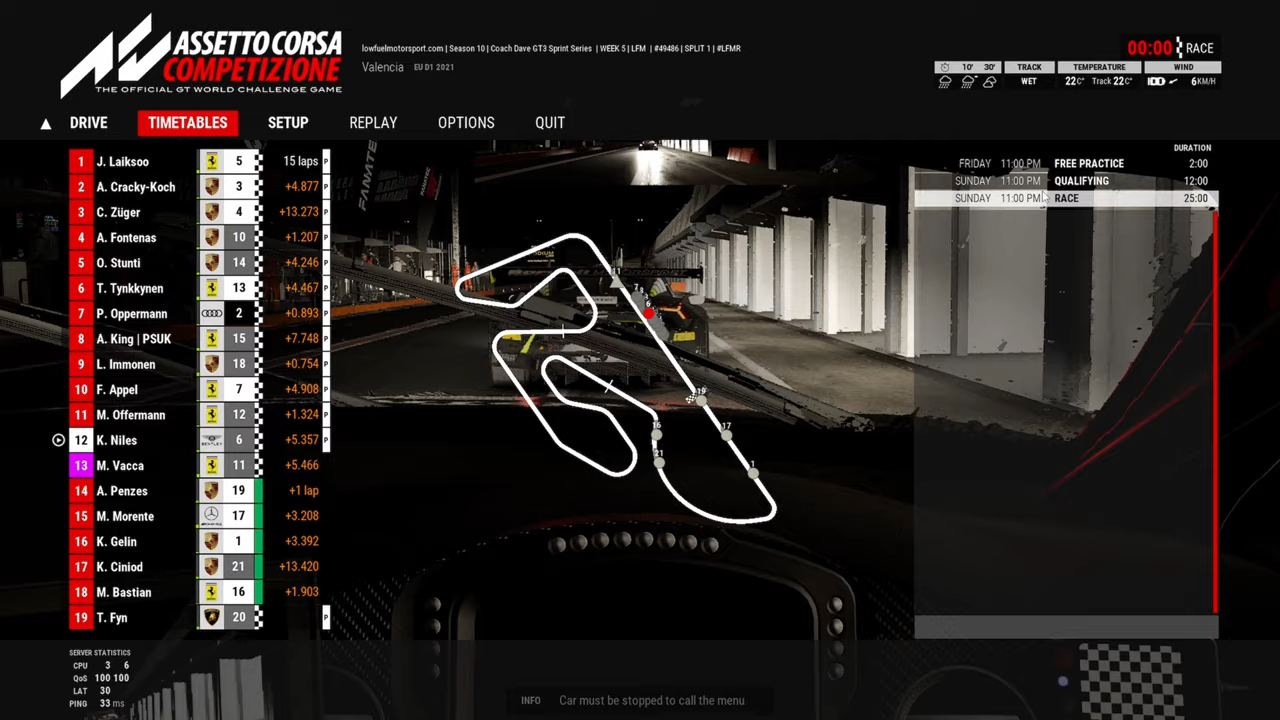 ASSETTO CORSA
COMPETIZIONE
THE OFFICIAL GT WORLD CHALLENGE GAME
lowfuelmotorsport.com | Season 10 | Coach Dave GT3 Sprint Series | WEEK 5 | LFM | #49486 | SPLIT 1 | #LFMR
Valencia EU D1 2021
00:00 RACE
10' 30' TRACK TEMPERATURE WIND
WET 22C° Track 22C° 6KM/H
DRIVE TIMETABLES SETUP REPLAY OPTIONS QUIT
1 J. Laiksoo 5 15 laps P
2 A. Cracky-Koch 3 +4.877 P
3 C. Züger 4 +13.273 P
4 A. Fontenas 10 +1.207 P
5 O. Stunti 14 +4.246 P
6 T. Tynkkynen 13 +4.467 P
7 P. Oppermann 2 +0.893 P
8 A. King | PSUK 15 +7.748 P
9 L. Immonen 18 +0.754 P
10 F. Appel 7 +4.908 P
11 M. Offermann 12 +1.324 P
12 K. Niles 6 +5.357 P
13 M. Vacca 11 +5.466
14 A. Penzes 19 +1 lap
15 M. Morente 17 +3.208
16 K. Gelin 1 +3.392
17 K. Ciniod 21 +13.420
18 M. Bastian 16 +1.903
19 T. Fyn 20 P
DURATION
FRIDAY 11:00 PM FREE PRACTICE 2:00
SUNDAY 11:00 PM QUALIFYING 12:00
SUNDAY 11:00 PM RACE 25:00
FANATEC
11
7
6
19
16
17
21
1
SERVER STATISTICS
CPU 3 6
QoS 100 100
LAT 30
PING 33 ms
INFO Car must be stopped to call the menu